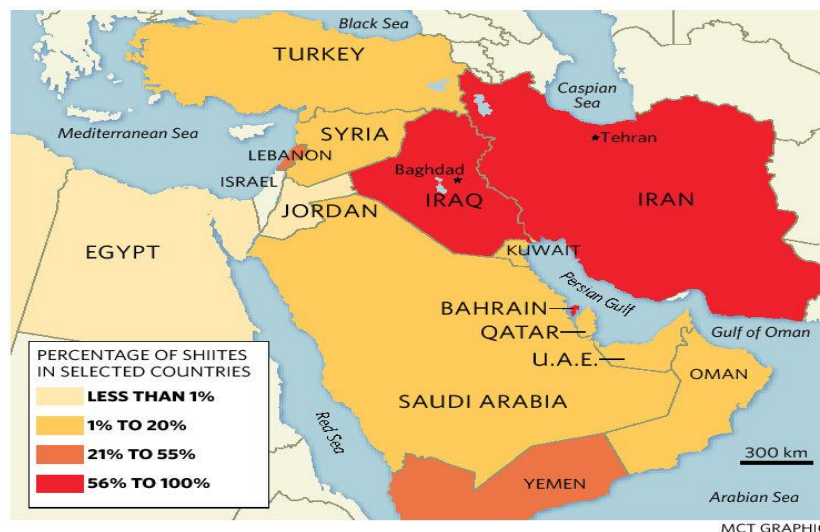 Black Sea
TURKEY
Caspian
Sea
Tehran
Mediterranean Sea
SYRIA
LEBANON
Baghdad
ISRAEL
IRAQ
IRAN
JORDAN
EGYPT
KUWAIT
Persian Gulf
BAHRAIN
QATAR
Gulf of Oman
U.A.E.
OMAN
PERCENTAGE OF SHIITES
IN SELECTED COUNTRIES
LESS THAN 1%
1% TO 20%
21% TO 55%
56% TO 100%
SAUDI ARABIA
Red Sea
300 km
YEMEN
Arabian Sea
MCT GRAPHIC